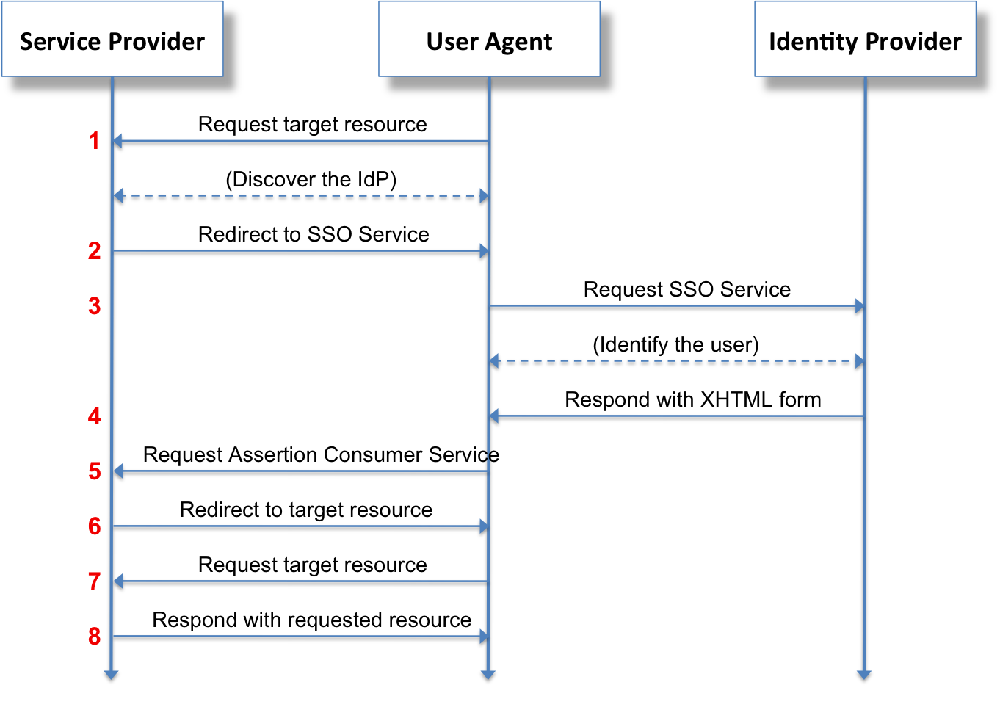 Service Provider
User Agent
Identity Provider
Request target resource
1
(Discover the IdP)
Redirect to SSO Service
2
Request SSO Service
3
(Identify the user)
Respond with XHTML form
4
Request Assertion Consumer Service
5
Redirect to target resource
6
Request target resource
7
Respond with requested resource
8